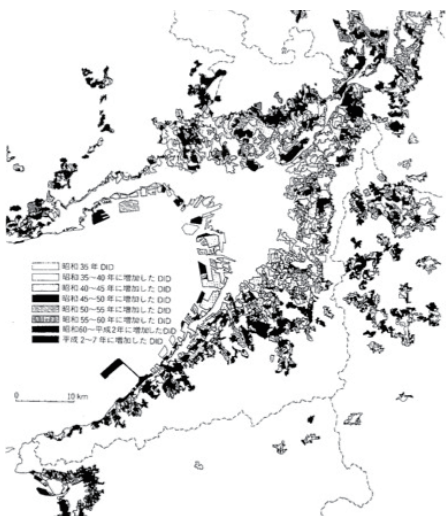 昭和35年DID
昭和35~40年に増加したDID
昭和40~45年に増加したDID
昭和45~50年に増加したDID
昭和50~55年に増加したDID
昭和55~60年に増加したDID
昭和60~平成2年に増加したDID
平成2~7年に増加したDID
0 10km